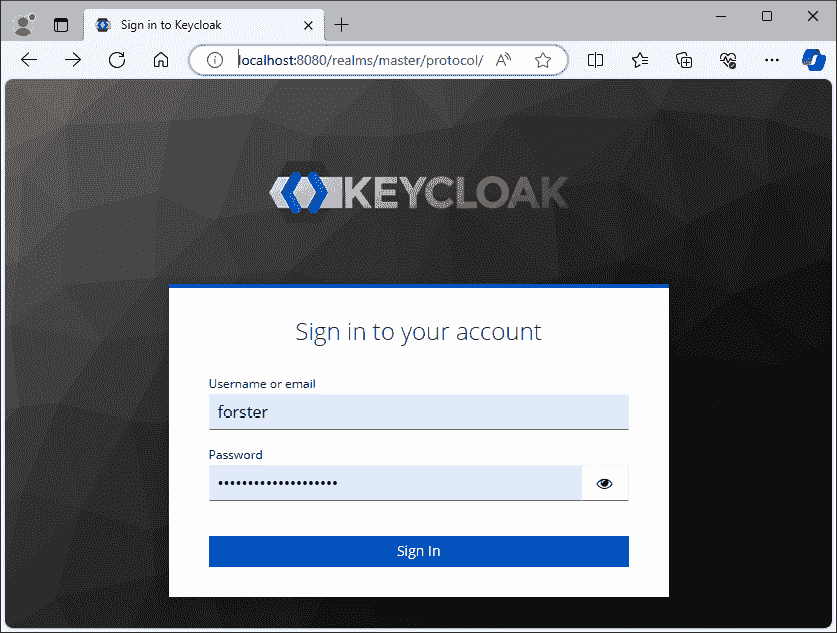 Sign in to Keycloak
localhost:8080/realms/master/protocol/
KEYCLOAK
Sign in to your account
Username or email
forster
Password
••••••••••••••••••••
Sign In